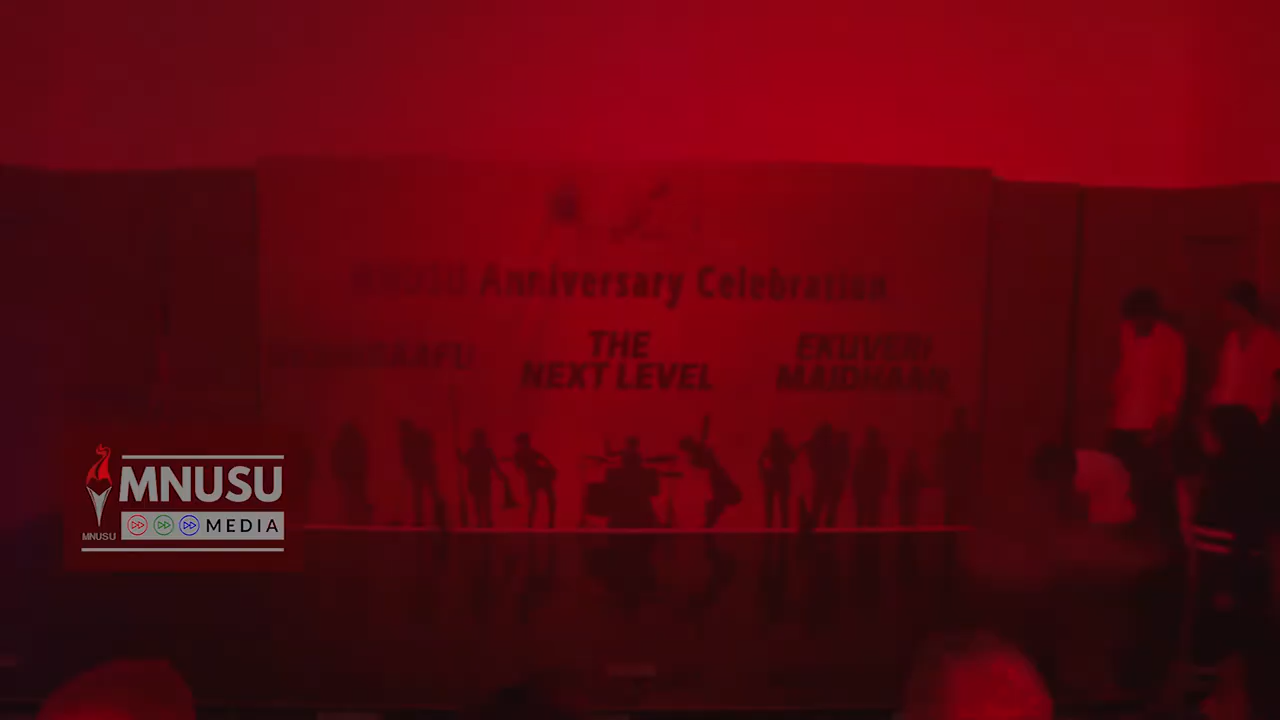 MNUSU Anniversary Celebration
THE
NEXT LEVEL
EKUVERI
MAIDHAAN
MNUSU
MEDIA
MNUSU